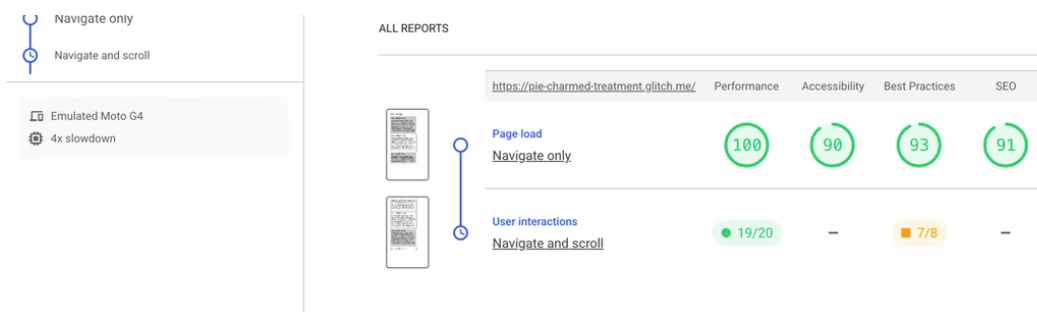 Navigate only
Navigate and scroll
Emulated Moto G4
4x slowdown
ALL REPORTS
https://pie-charmed-treatment.glitch.me/ Performance Accessibility Best Practices SEO
Page load
Navigate only
100 90 93 91
User interactions
Navigate and scroll
19/20 – 7/8 –